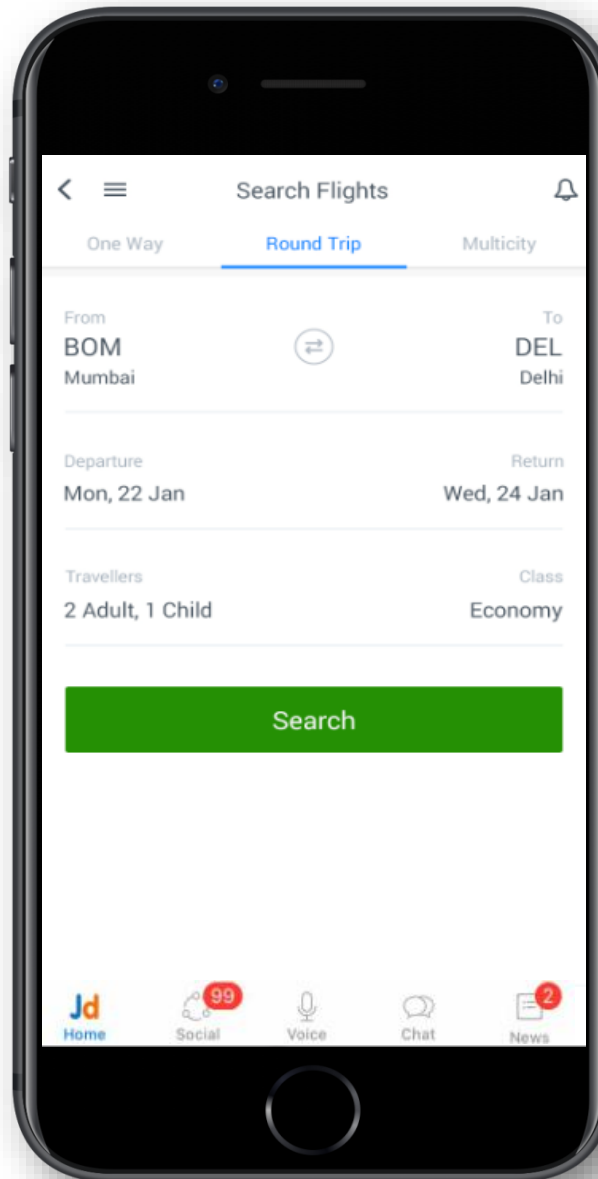 Search Flights
One Way Round Trip Multicity
From To
BOM DEL
Mumbai Delhi
Departure Return
Mon, 22 Jan Wed, 24 Jan
Travellers Class
2 Adult, 1 Child Economy
Search
99 2
Jd
Home Social Voice Chat News